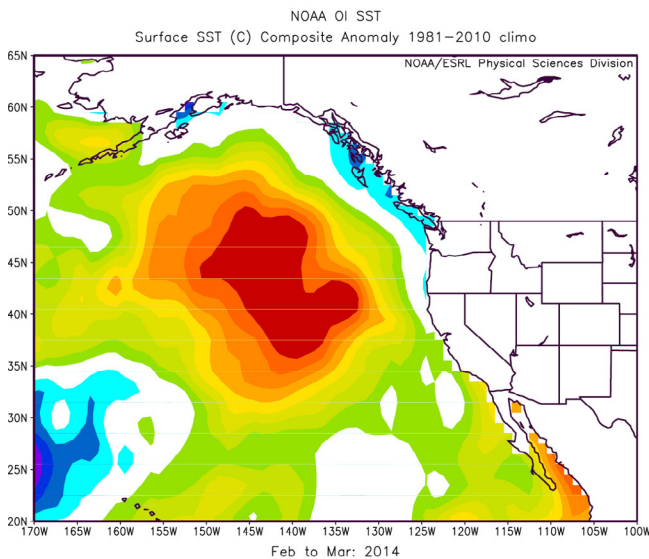 NOAA OI SST
Surface SST (C) Composite Anomaly 1981-2010 climo
NOAA/ESRL Physical Sciences Division
65N
60N
55N
50N
45N
40N
35N
30N
25N
20N
170W 165W 160W 155W 150W 145W 140W 135W 130W 125W 120W 115W 110W 105W 100W
Feb to Mar: 2014